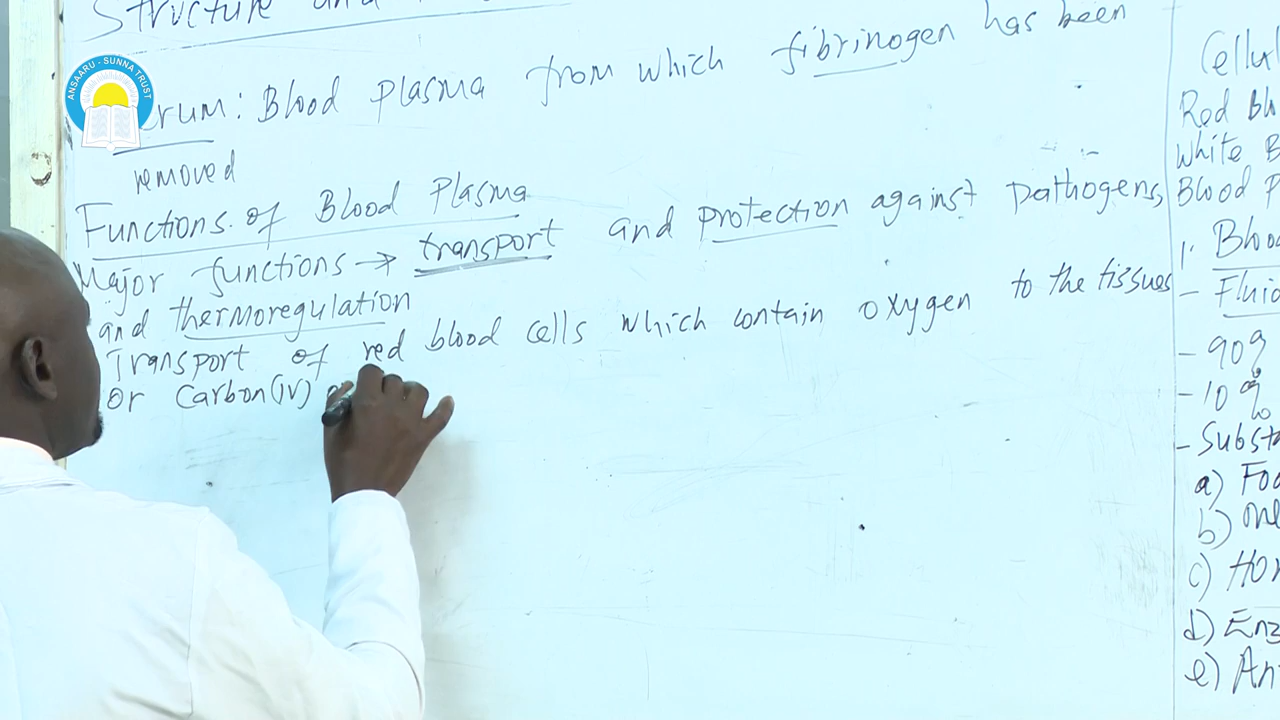 Structure and
ANSAARU - SUNNA TRUST
erum: Blood Plasma from which fibrinogen has been
removed
Functions of Blood Plasma
Major functions → transport and protection against pathogens,
and thermoregulation
Transport of red blood cells which contain oxygen to the tissues
or Carbon(iv)
Cellul
Red Bl
White B
Blood P
1. Bloo
- Fluid
- 90%
- 10%
- Subst
a) Foo
b)
c) Hor
d) Enz
e) An